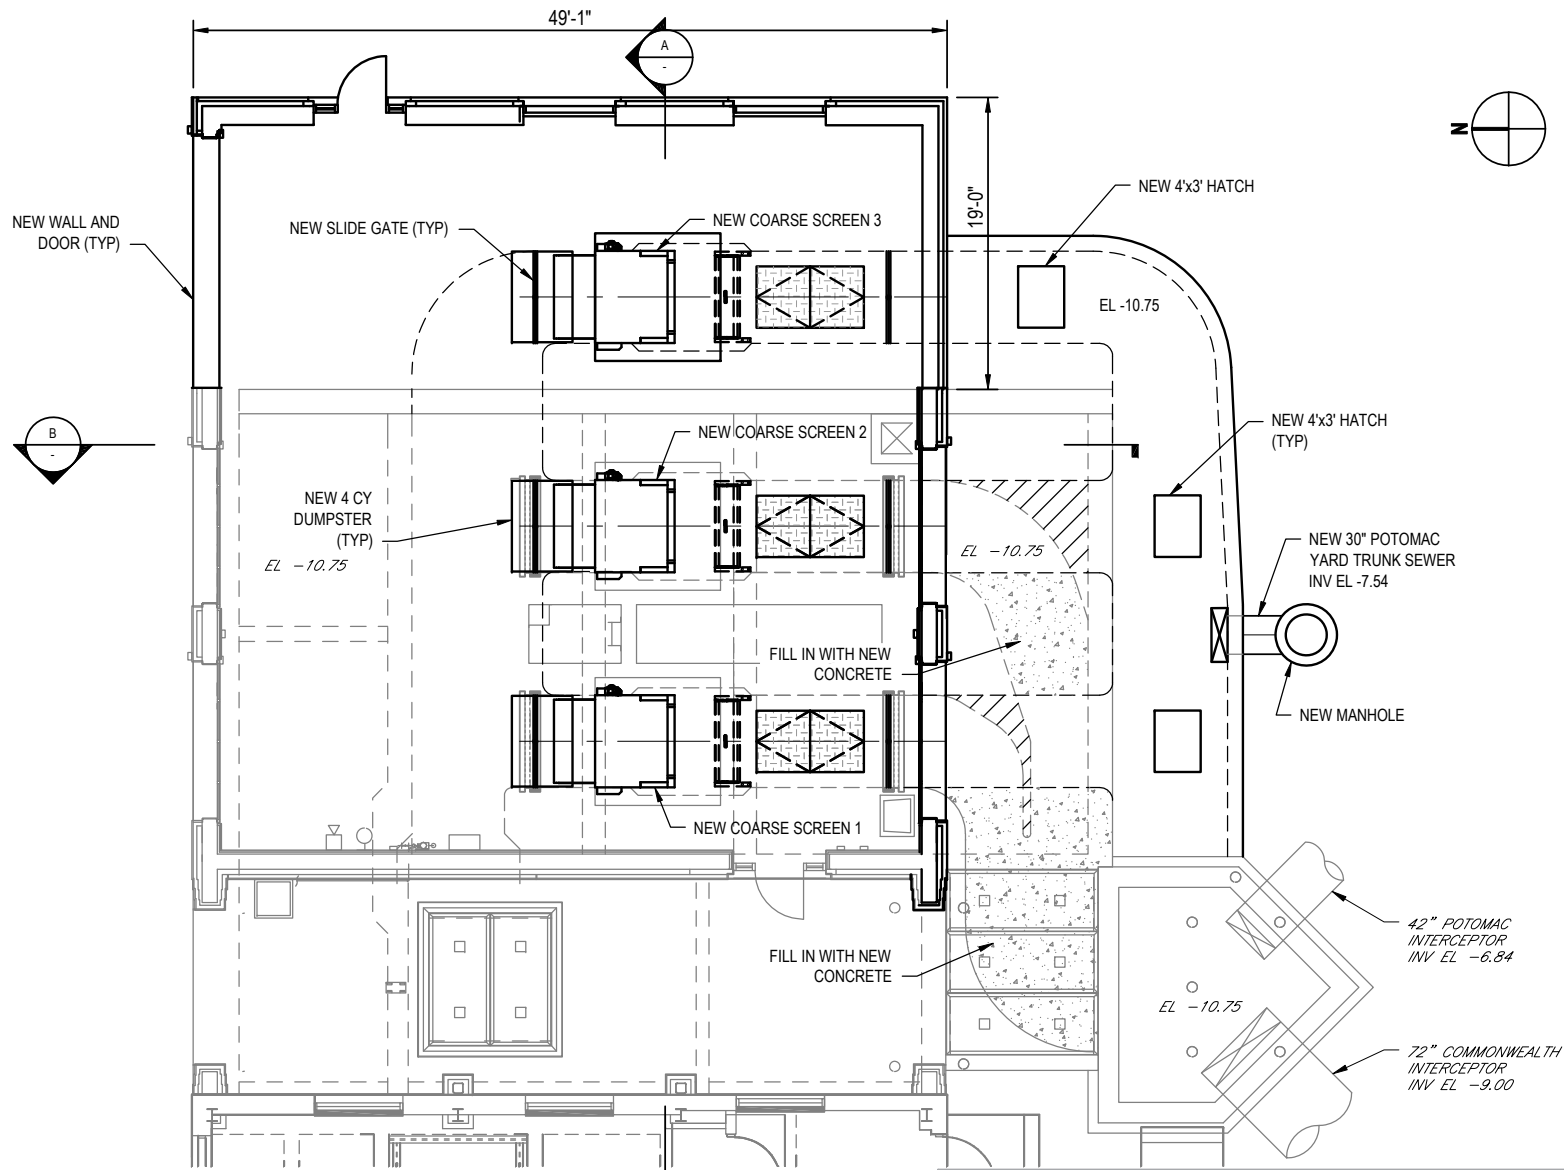 49'-1"
A
-
N
NEW 4'x3' HATCH
19'-0"
NEW WALL AND
DOOR (TYP)
NEW SLIDE GATE (TYP)
NEW COARSE SCREEN 3
EL -10.75
B
-
NEW COARSE SCREEN 2
NEW 4'x3' HATCH
(TYP)
NEW 4 CY
DUMPSTER
(TYP)
EL -10.75
EL -10.75
NEW 30" POTOMAC
YARD TRUNK SEWER
INV EL -7.54
FILL IN WITH NEW
CONCRETE
NEW MANHOLE
NEW COARSE SCREEN 1
FILL IN WITH NEW
CONCRETE
42" POTOMAC
INTERCEPTOR
INV EL -6.84
EL -10.75
72" COMMONWEALTH
INTERCEPTOR
INV EL -9.00